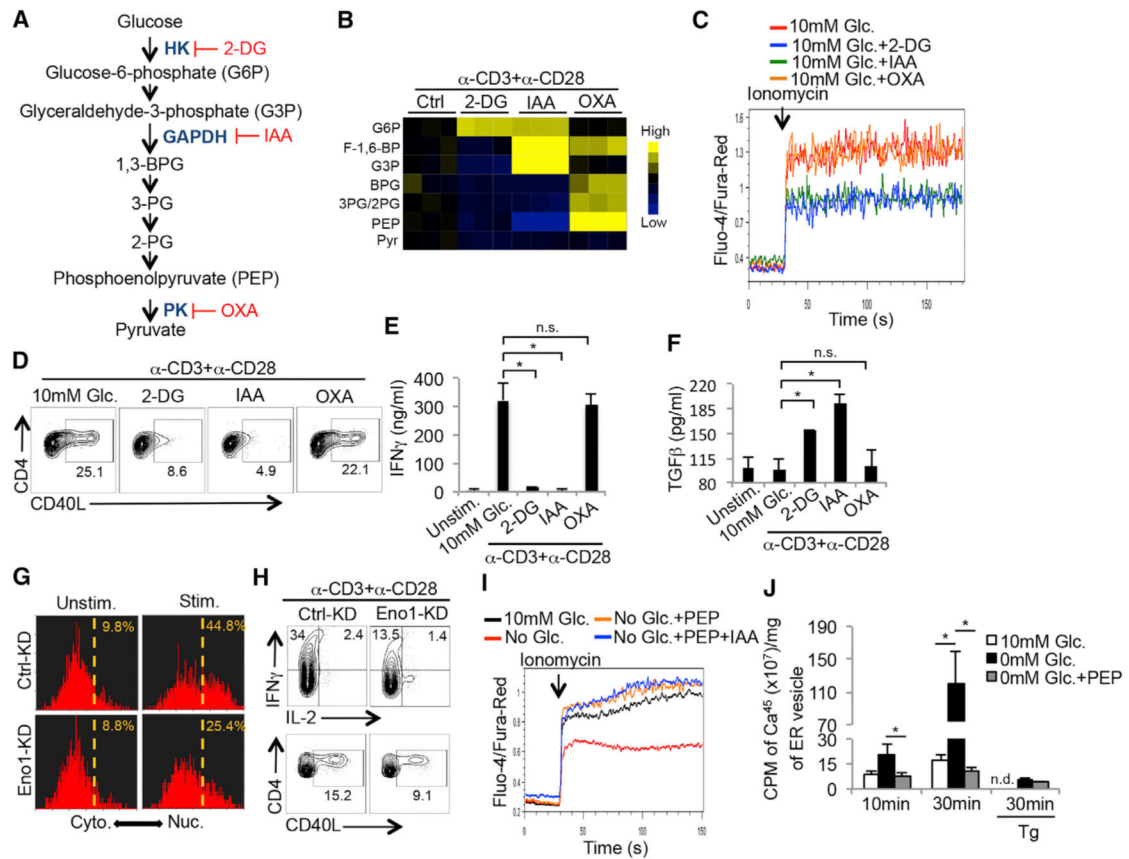 A
Glucose
HK
2-DG
Glucose-6-phosphate (G6P)
Glyceraldehyde-3-phosphate (G3P)
GAPDH
IAA
1,3-BPG
3-PG
2-PG
Phosphoenolpyruvate (PEP)
PK
OXA
Pyruvate
B
α-CD3+α-CD28
Ctrl 2-DG IAA OXA
G6P
F-1,6-BP
G3P
BPG
3PG/2PG
PEP
Pyr
High
Low
C
10mM Glc.
10mM Glc.+2-DG
10mM Glc.+IAA
10mM Glc.+OXA
Ionomycin
Fluo-4/Fura-Red
1.6
1.3
1
0.7
0.4
0 50 100 150
Time (s)
D
α-CD3+α-CD28
10mM Glc. 2-DG IAA OXA
25.1 8.6 4.9 22.1
CD4
CD40L
E
n.s.
*
*
IFNγ (ng/ml)
400
300
200
100
0
Unstim. 10mM Glc. 2-DG IAA OXA
α-CD3+α-CD28
F
n.s.
*
*
TGFβ (pg/ml)
220
185
150
115
80
Unstim. 10mM Glc. 2-DG IAA OXA
α-CD3+α-CD28
G
Unstim. Stim.
Ctrl-KD
9.8% 44.8%
Eno1-KD
8.8% 25.4%
Cyto. Nuc.
H
α-CD3+α-CD28
Ctrl-KD Eno1-KD
34 2.4 13.5 1.4
IFNγ
IL-2
15.2 9.1
CD4
CD40L
I
10mM Glc.
No Glc.
No Glc.+PEP
No Glc.+PEP+IAA
Ionomycin
Fluo-4/Fura-Red
1
0.8
0.6
0.4
0.2
0 50 100 150
Time (s)
J
CPM of Ca45 (x10⁷)/mg
of ER vesicle
190
150
110
70
30
15
0
*
*
*
10mM Glc.
0mM Glc.
0mM Glc.+PEP
n.d.
10min 30min 30min
Tg